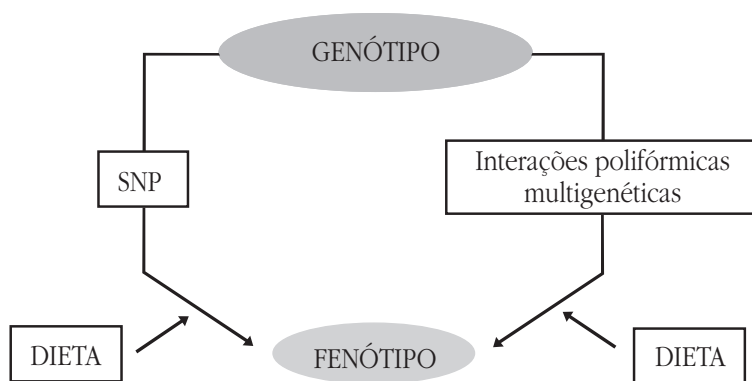 GENÓTIPO
SNP
Interações polifórmicas
multigenéticas
DIETA
FENÓTIPO
DIETA